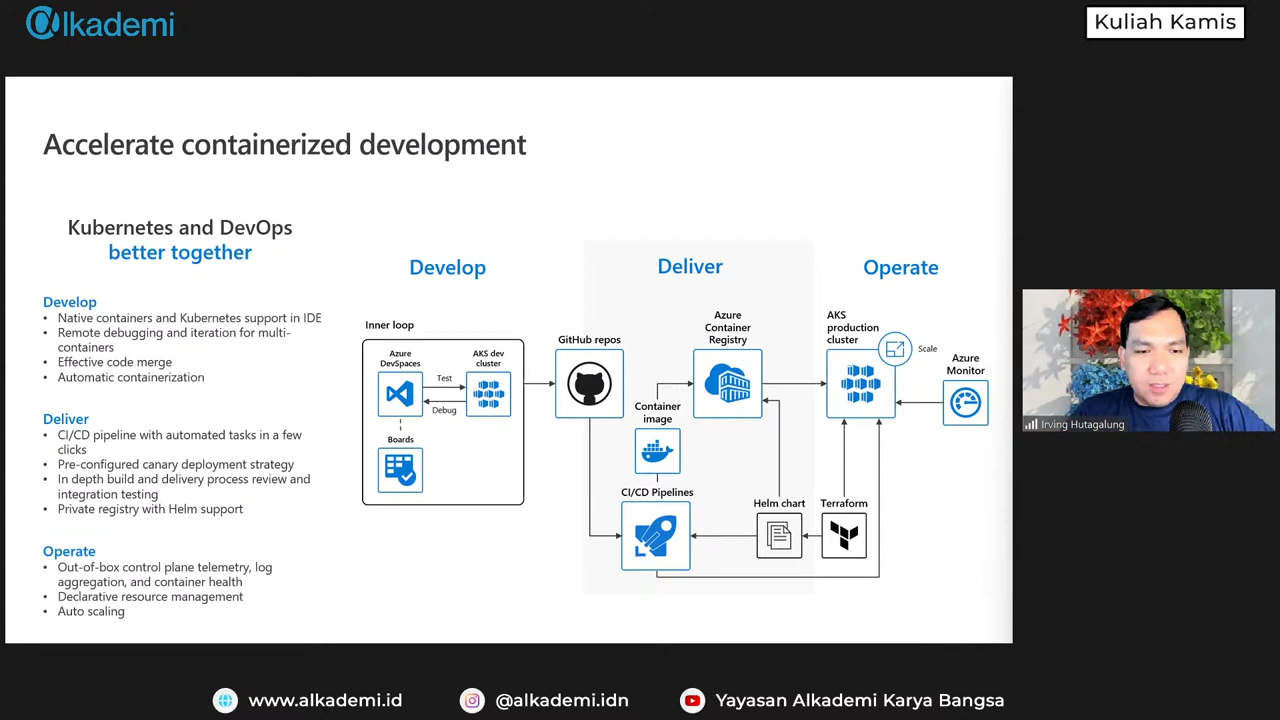 alkademi
Kuliah Kamis
Accelerate containerized development
Kubernetes and DevOps
better together
Develop
• Native containers and Kubernetes support in IDE
• Remote debugging and iteration for multi-
containers
• Effective code merge
• Automatic containerization
Deliver
• CI/CD pipeline with automated tasks in a few
clicks
• Pre-configured canary deployment strategy
• In depth build and delivery process review and
integration testing
• Private registry with Helm support
Operate
• Out-of-box control plane telemetry, log
aggregation, and container health
• Declarative resource management
• Auto scaling
Develop
Deliver
Operate
Inner loop
Azure
DevSpaces
Test
Debug
AKS dev
cluster
Boards
GitHub repos
Azure
Container
Registry
Container
image
CI/CD Pipelines
Helm chart
Terraform
AKS
production
cluster
Scale
Azure
Monitor
Irving Hutagalung
www.alkademi.id
@alkademi.idn
Yayasan Alkademi Karya Bangsa